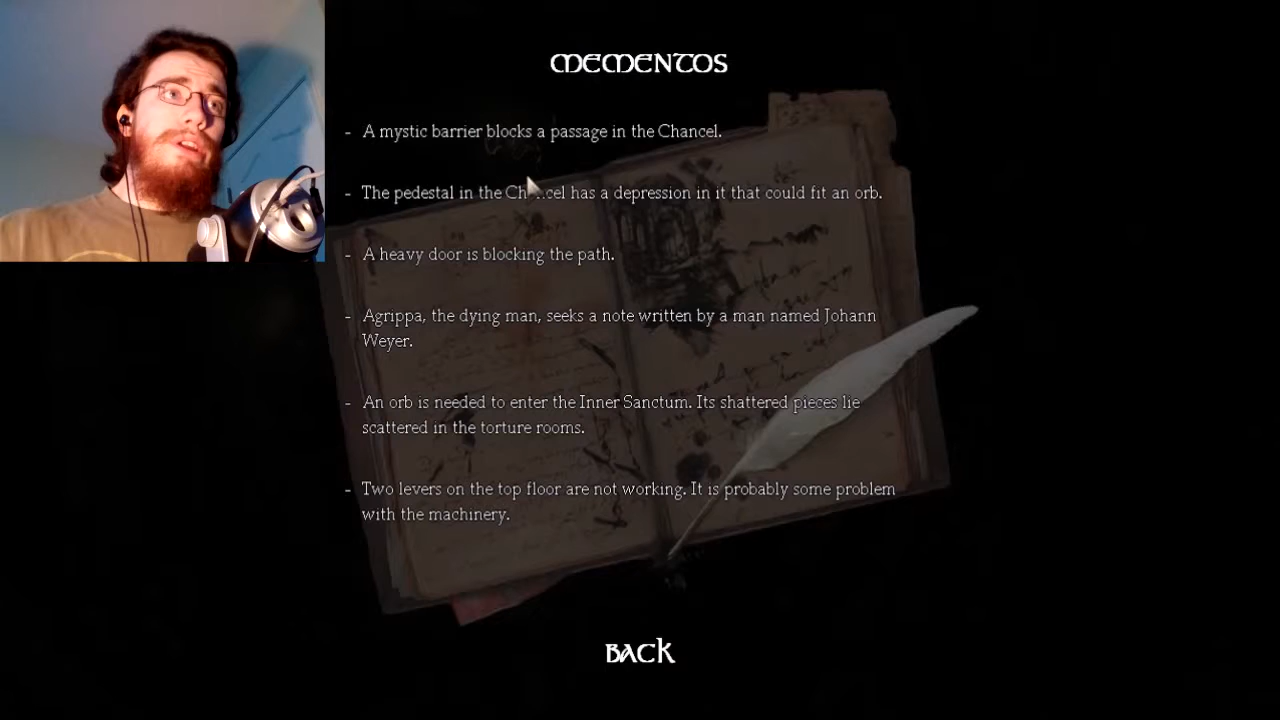 MEMENTOS
- A mystic barrier blocks a passage in the Chancel.
- The pedestal in the Chancel has a depression in it that could fit an orb.
- A heavy door is blocking the path.
- Agrippa, the dying man, seeks a note written by a man named Johann
Weyer.
- An orb is needed to enter the Inner Sanctum. Its shattered pieces lie
scattered in the torture rooms.
- Two levers on the top floor are not working. It is probably some problem
with the machinery.
BACK